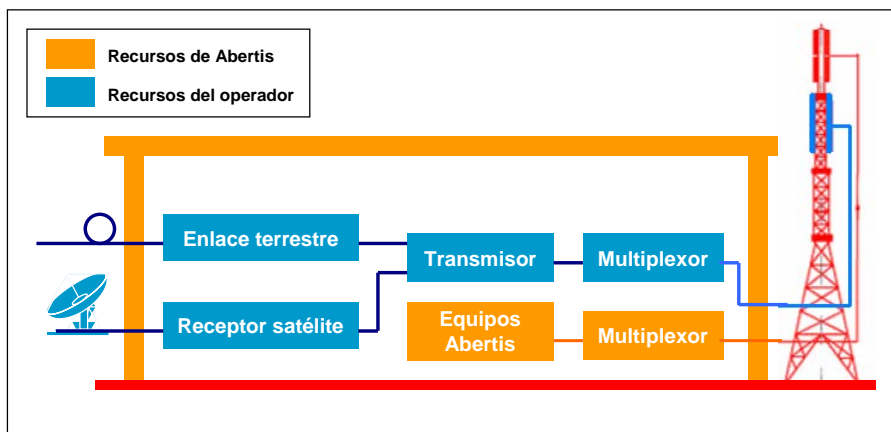 Recursos de Abertis
Recursos del operador
Enlace terrestre
Transmisor
Multiplexor
Receptor satélite
Equipos
Abertis
Multiplexor